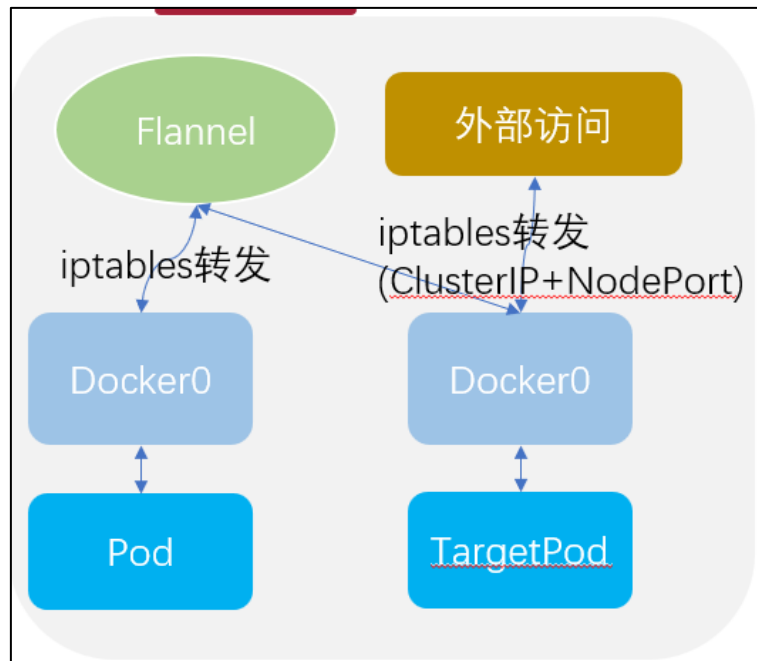 Flannel
外部访问
iptables转发
iptables转发
(ClusterIP+NodePort)
Docker0
Docker0
Pod
TargetPod